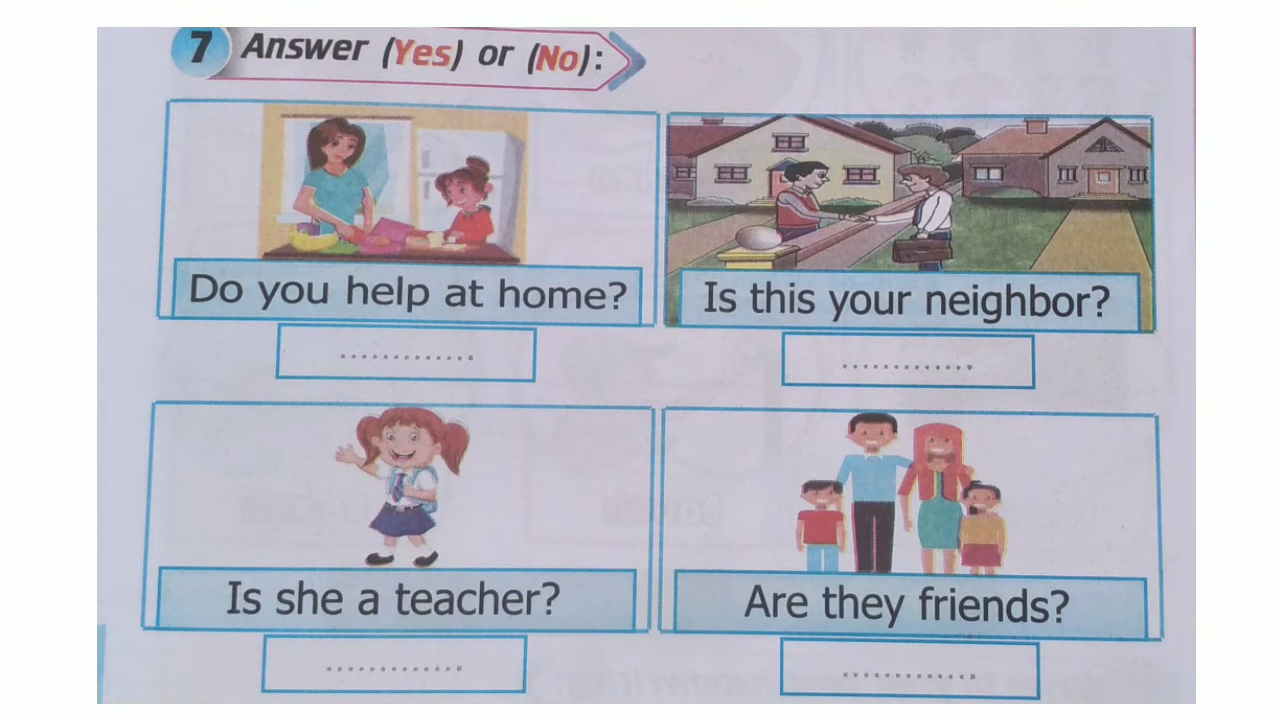 7 Answer (Yes) or (No):
Do you help at home?
Is this your neighbor?
.............
.............
Is she a teacher?
Are they friends?
.............
.............